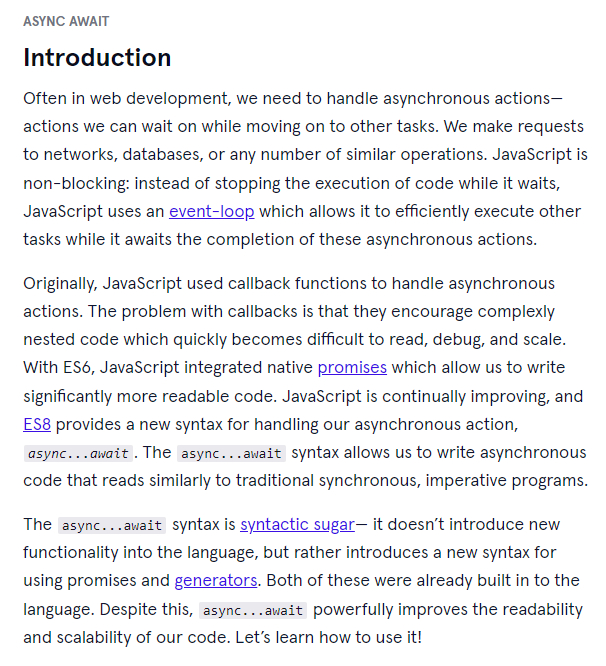 ASYNC AWAIT
Introduction
Often in web development, we need to handle asynchronous actions—
actions we can wait on while moving on to other tasks. We make requests
to networks, databases, or any number of similar operations. JavaScript is
non-blocking: instead of stopping the execution of code while it waits,
JavaScript uses an event-loop which allows it to efficiently execute other
tasks while it awaits the completion of these asynchronous actions.
Originally, JavaScript used callback functions to handle asynchronous
actions. The problem with callbacks is that they encourage complexly
nested code which quickly becomes difficult to read, debug, and scale.
With ES6, JavaScript integrated native promises which allow us to write
significantly more readable code. JavaScript is continually improving, and
ES8 provides a new syntax for handling our asynchronous action,
async...await. The async...await syntax allows us to write asynchronous
code that reads similarly to traditional synchronous, imperative programs.
The async...await syntax is syntactic sugar— it doesn’t introduce new
functionality into the language, but rather introduces a new syntax for
using promises and generators. Both of these were already built in to the
language. Despite this, async...await powerfully improves the readability
and scalability of our code. Let’s learn how to use it!